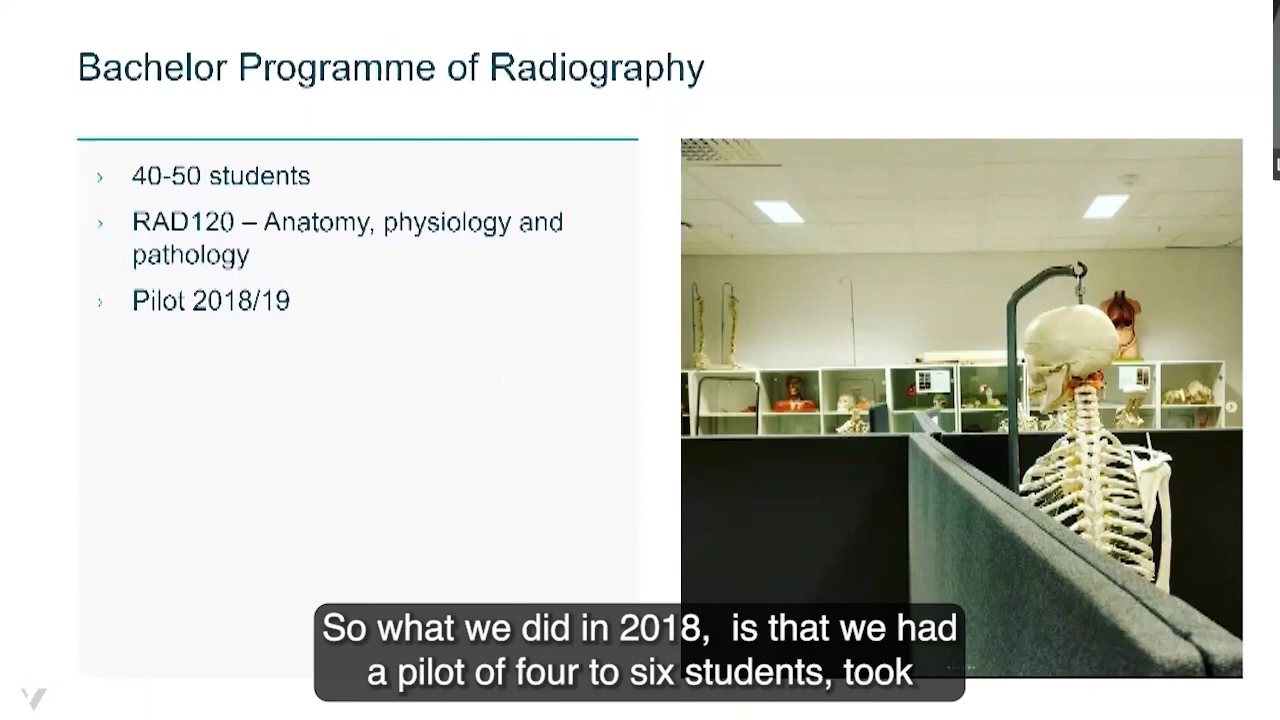 Bachelor Programme of Radiography
40-50 students
RAD120 – Anatomy, physiology and
pathology
Pilot 2018/19
So what we did in 2018, is that we had
a pilot of four to six students, took